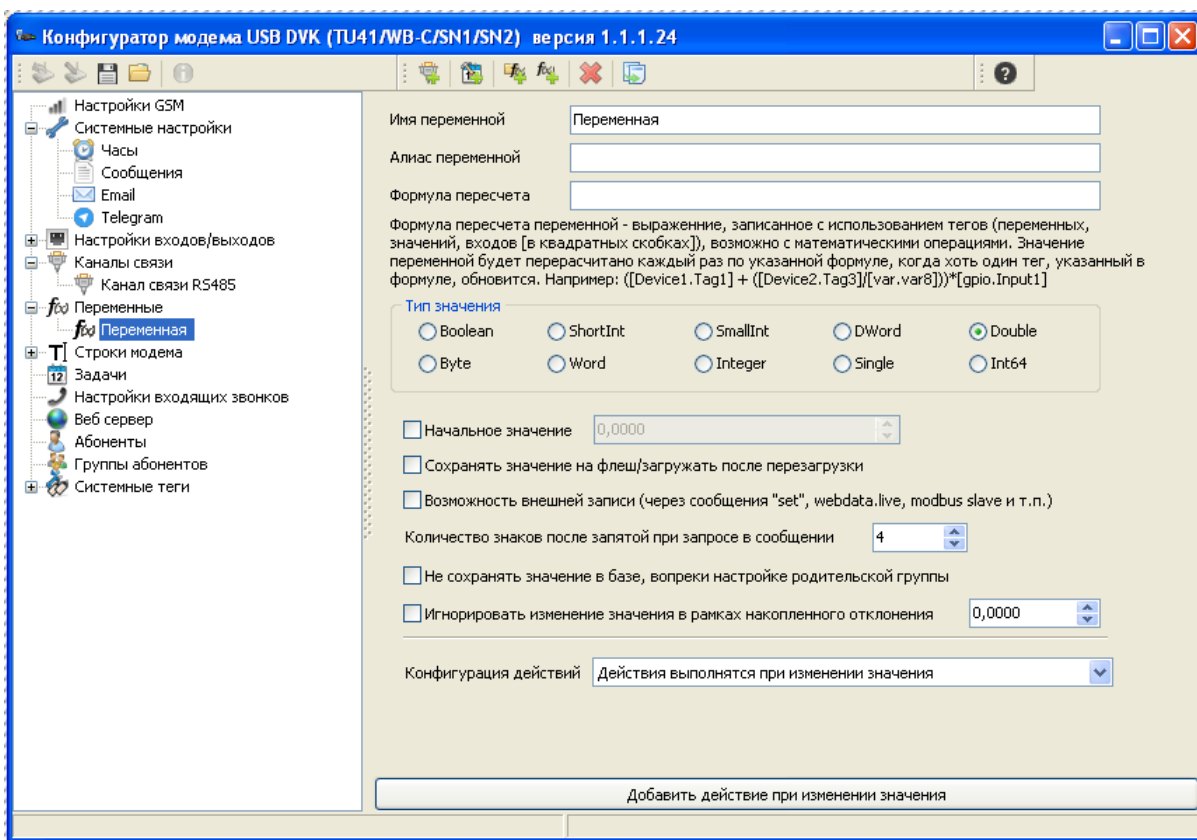 Конфигуратор модема USB DVK (TU41/WB-C/SN1/SN2) версия 1.1.1.24
Настройки GSM
Системные настройки
Часы
Сообщения
Email
Telegram
Настройки входов/выходов
Каналы связи
Канал связи RS485
f(x) Переменные
f(x) Переменная
Строки модема
12 Задачи
Настройки входящих звонков
Веб сервер
Абоненты
Группы абонентов
Системные теги
Имя переменной Переменная
Алиас переменной
Формула пересчета
Формула пересчета переменной - выраженние, записанное с использованием тегов (переменных,
значений, входов [в квадратных скобках]), возможно с математическими операциями. Значение
переменной будет перерасчитано каждый раз по указанной формуле, когда хоть один тег, указанный в
формуле, обновится. Например: ([Device1.Tag1] + ([Device2.Tag3]/[var.var8]))*[gpio.Input1]
Тип значения
Boolean ShortInt SmallInt DWord Double
Byte Word Integer Single Int64
Начальное значение 0,0000
Сохранять значение на флеш/загружать после перезагрузки
Возможность внешней записи (через сообщения "set", webdata.live, modbus slave и т.п.)
Количество знаков после запятой при запросе в сообщении 4
Не сохранять значение в базе, вопреки настройке родительской группы
Игнорировать изменение значения в рамках накопленного отклонения 0,0000
Конфигурация действий Действия выполнятся при изменении значения
Добавить действие при изменении значения